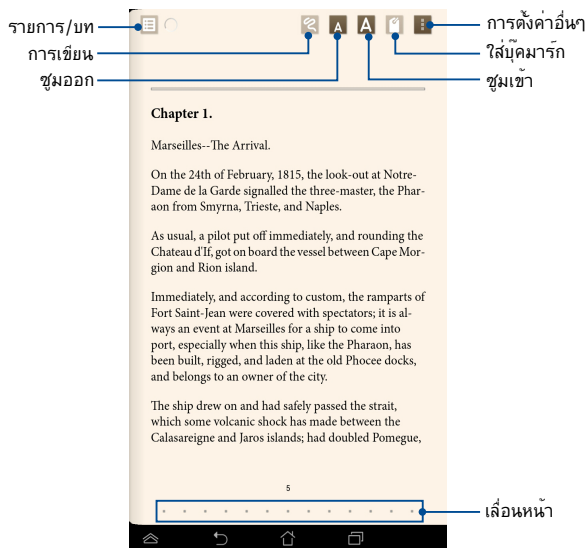 รายการ/บท
การเขียน
ซูมออก
A
A
การตั้งค่าอื่นๆ
ใส่บุ๊คมาร์ก
ซูมเข้า
Chapter 1.
Marseilles--The Arrival.
On the 24th of February, 1815, the look-out at Notre-
Dame de la Garde signalled the three-master, the Phar-
aon from Smyrna, Trieste, and Naples.
As usual, a pilot put off immediately, and rounding the
Chateau d'If, got on board the vessel between Cape Mor-
gion and Rion island.
Immediately, and according to custom, the ramparts of
Fort Saint-Jean were covered with spectators; it is al-
ways an event at Marseilles for a ship to come into
port, especially when this ship, like the Pharaon, has
been built, rigged, and laden at the old Phocee docks,
and belongs to an owner of the city.
The ship drew on and had safely passed the strait,
which some volcanic shock has made between the
Calasareigne and Jaros islands; had doubled Pomegue,
5
เลื่อนหน้า